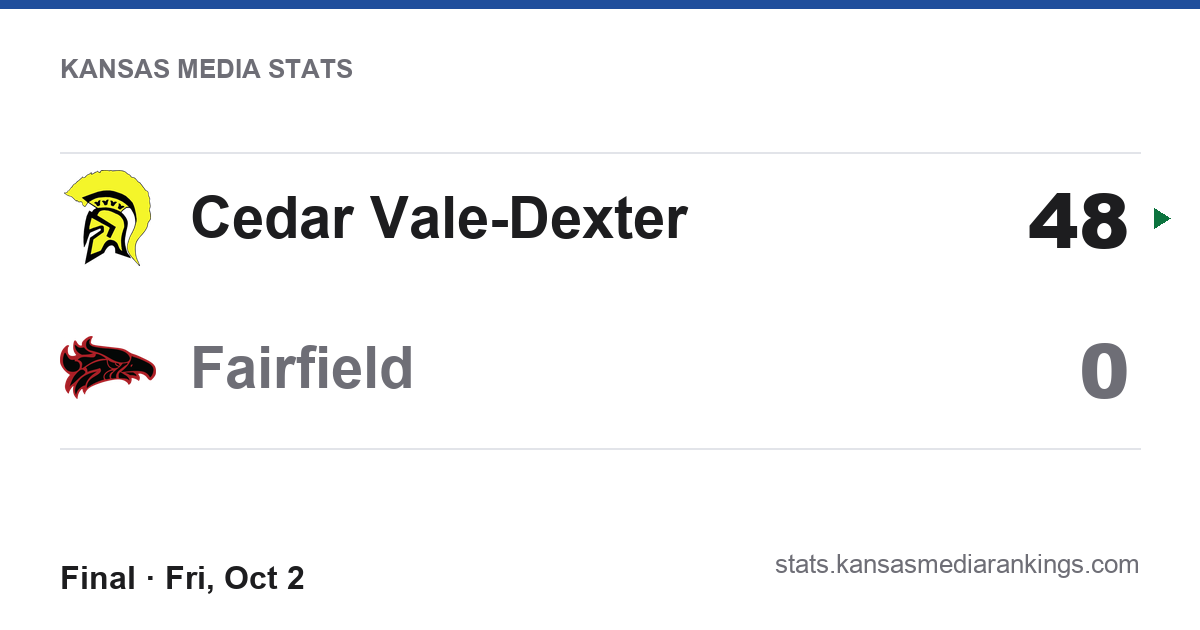 KANSAS MEDIA STATS
Cedar Vale-Dexter 48
Fairfield 0
Final · Fri, Oct 2
stats.kansasmediarankings.com